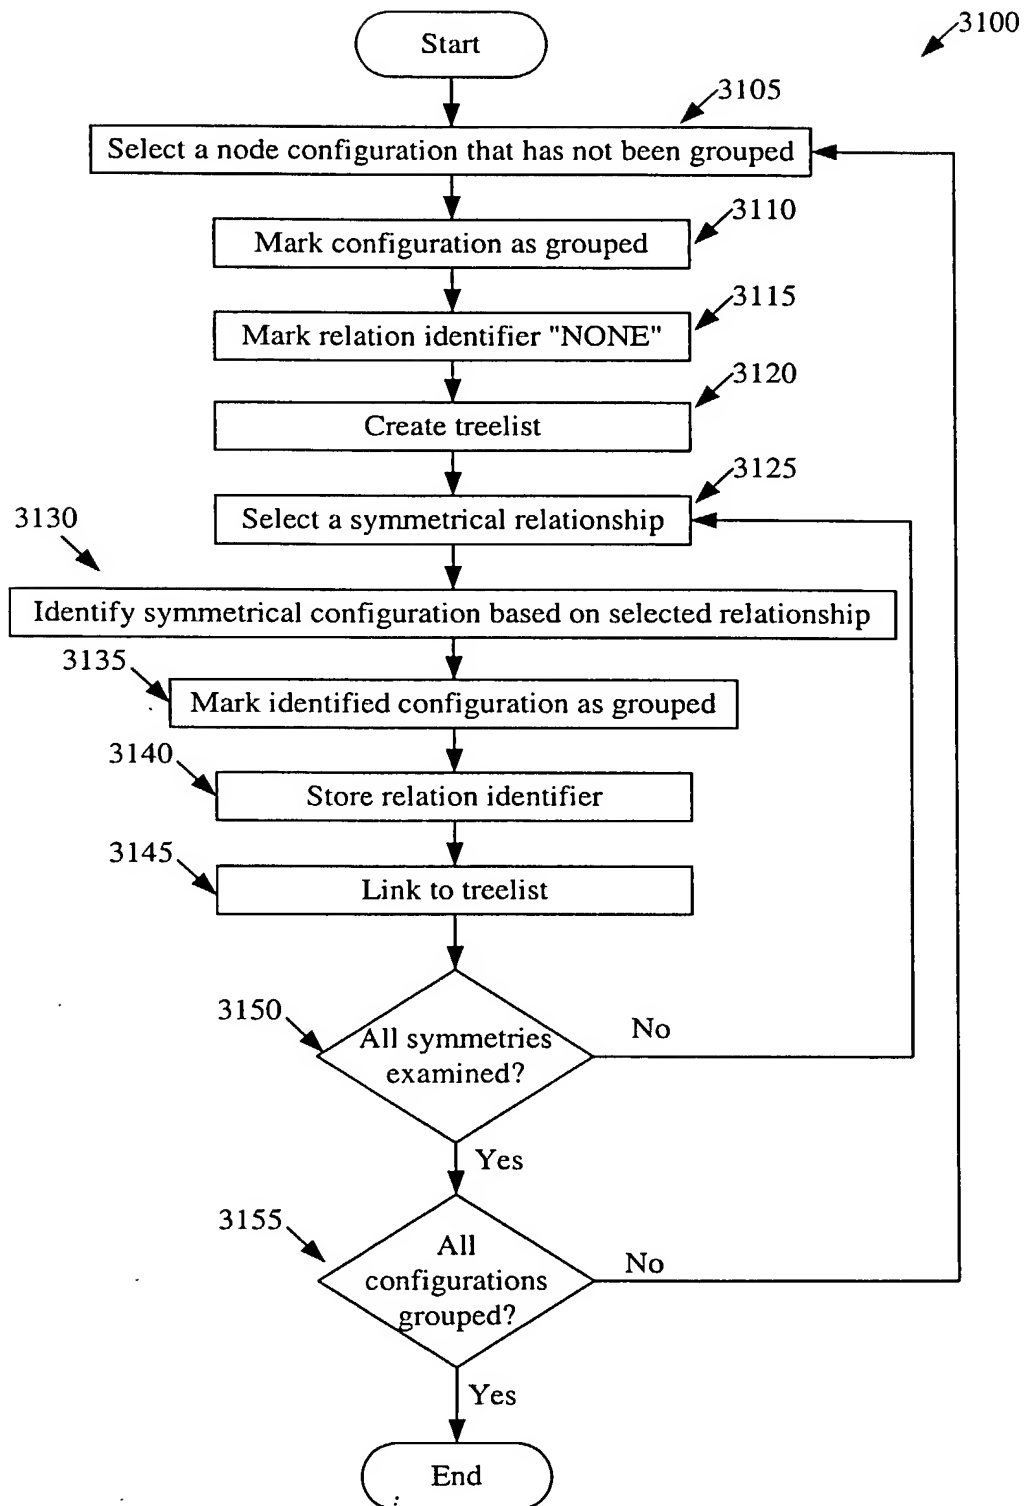 3100
Start
3105
Select a node configuration that has not been grouped
3110
Mark configuration as grouped
3115
Mark relation identifier "NONE"
3120
Create treelist
3125
Select a symmetrical relationship
3130
Identify symmetrical configuration based on selected relationship
3135
Mark identified configuration as grouped
3140
Store relation identifier
3145
Link to treelist
3150
All symmetries
examined?
No
Yes
3155
All
configurations
grouped?
No
Yes
End